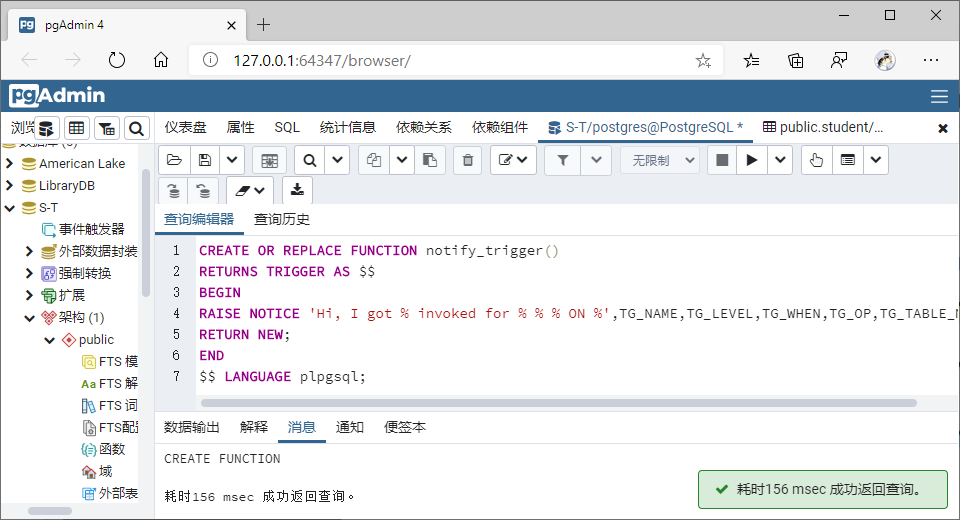 pgAdmin 4
127.0.0.1:64347/browser/
pgAdmin
浏览
仪表盘 属性 SQL 统计信息 依赖关系 依赖组件 S-T/postgres@PostgreSQL * public.student/...
数据库
American Lake
LibraryDB
S-T
事件触发器
外部数据封装
强制转换
扩展
架构 (1)
public
FTS 模
Aa FTS 解
FTS 词
FTS配置
函数
域
外部表
无限制
查询编辑器 查询历史
1 CREATE OR REPLACE FUNCTION notify_trigger()
2 RETURNS TRIGGER AS $$
3 BEGIN
4 RAISE NOTICE 'Hi, I got % invoked for % % % ON %',TG_NAME,TG_LEVEL,TG_WHEN,TG_OP,TG_TABLE_N
5 RETURN NEW;
6 END
7 $$ LANGUAGE plpgsql;
数据输出 解释 消息 通知 便签本
CREATE FUNCTION
耗时156 msec 成功返回查询。
耗时156 msec 成功返回查询。